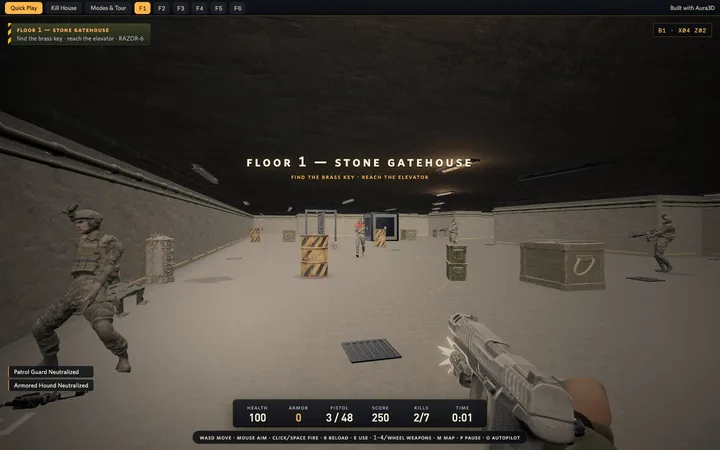 Quick Play Kill House Modes & Tour F1 F2 F3 F4 F5 F6 Built with Aura3D
FLOOR 1 — STONE GATEHOUSE
find the brass key · reach the elevator · RAZOR-6
B1 · X04 Z02
FLOOR 1 — STONE GATEHOUSE
FIND THE BRASS KEY · REACH THE ELEVATOR
Patrol Guard Neutralized
Armored Hound Neutralized
HEALTH ARMOR PISTOL SCORE KILLS TIME
100 0 3 / 48 250 2/7 0:01
WASD MOVE · MOUSE AIM · CLICK/SPACE FIRE · R RELOAD · E USE · 1-4/WHEEL WEAPONS · M MAP · P PAUSE · O AUTOPILOT